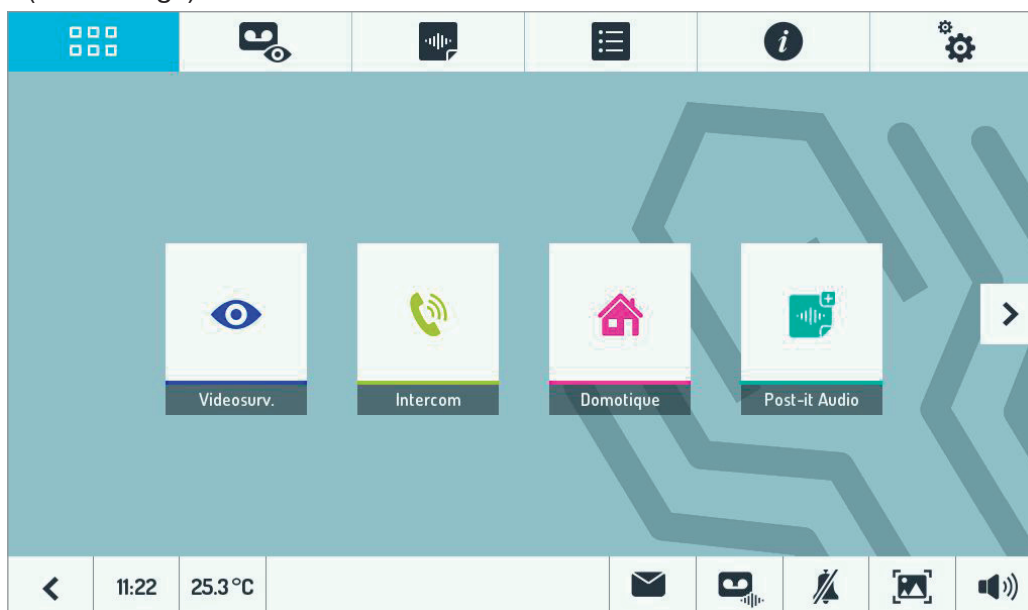 Videosurv.
Intercom
Domotique
Post-it Audio
11:22
25.3°C